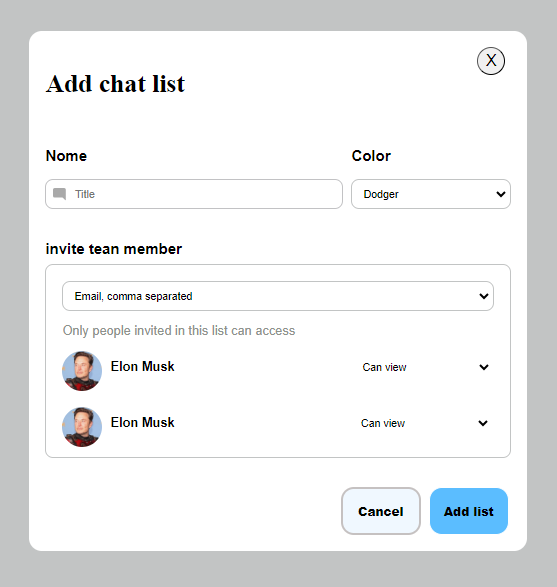 X
Add chat list
Nome Color
Title Dodger
invite tean member
Email, comma separated
Only people invited in this list can access
Elon Musk Can view
Elon Musk Can view
Cancel Add list